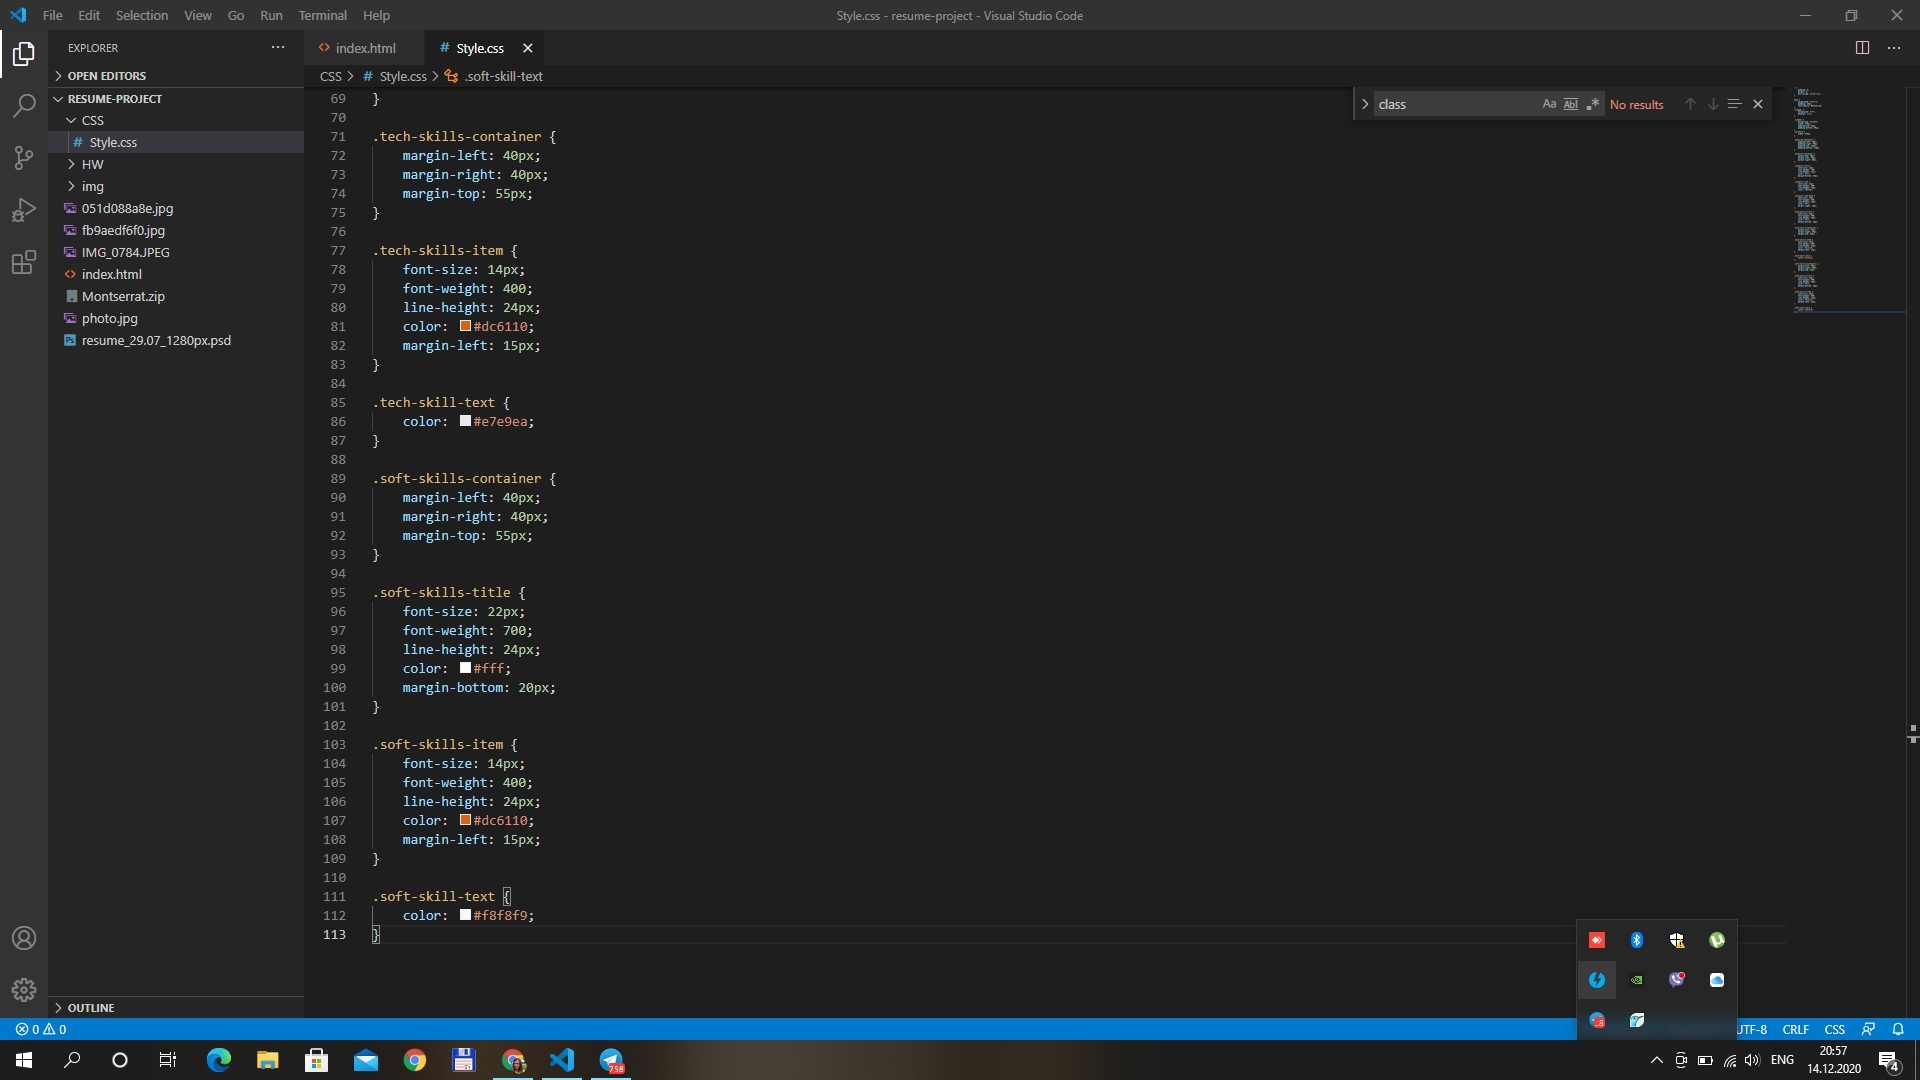 File Edit Selection View Go Run Terminal Help
Style.css - resume-project - Visual Studio Code
EXPLORER
index.html
# Style.css
OPEN EDITORS
CSS > # Style.css > .soft-skill-text
RESUME-PROJECT
CSS
# Style.css
HW
img
051d088a8e.jpg
fb9aedf6f0.jpg
IMG_0784.JPEG
index.html
Montserrat.zip
photo.jpg
resume_29.07_1280px.psd
OUTLINE
class
Aa Abl .* No results
69 }
70
71 .tech-skills-container {
72 margin-left: 40px;
73 margin-right: 40px;
74 margin-top: 55px;
75 }
76
77 .tech-skills-item {
78 font-size: 14px;
79 font-weight: 400;
80 line-height: 24px;
81 color: #dc6110;
82 margin-left: 15px;
83 }
84
85 .tech-skill-text {
86 color: #e7e9ea;
87 }
88
89 .soft-skills-container {
90 margin-left: 40px;
91 margin-right: 40px;
92 margin-top: 55px;
93 }
94
95 .soft-skills-title {
96 font-size: 22px;
97 font-weight: 700;
98 line-height: 24px;
99 color: #fff;
100 margin-bottom: 20px;
101 }
102
103 .soft-skills-item {
104 font-size: 14px;
105 font-weight: 400;
106 line-height: 24px;
107 color: #dc6110;
108 margin-left: 15px;
109 }
110
111 .soft-skill-text {
112 color: #f8f8f9;
113 }
0 0
UTF-8 CRLF CSS
758
ENG
20:57
14.12.2020
4